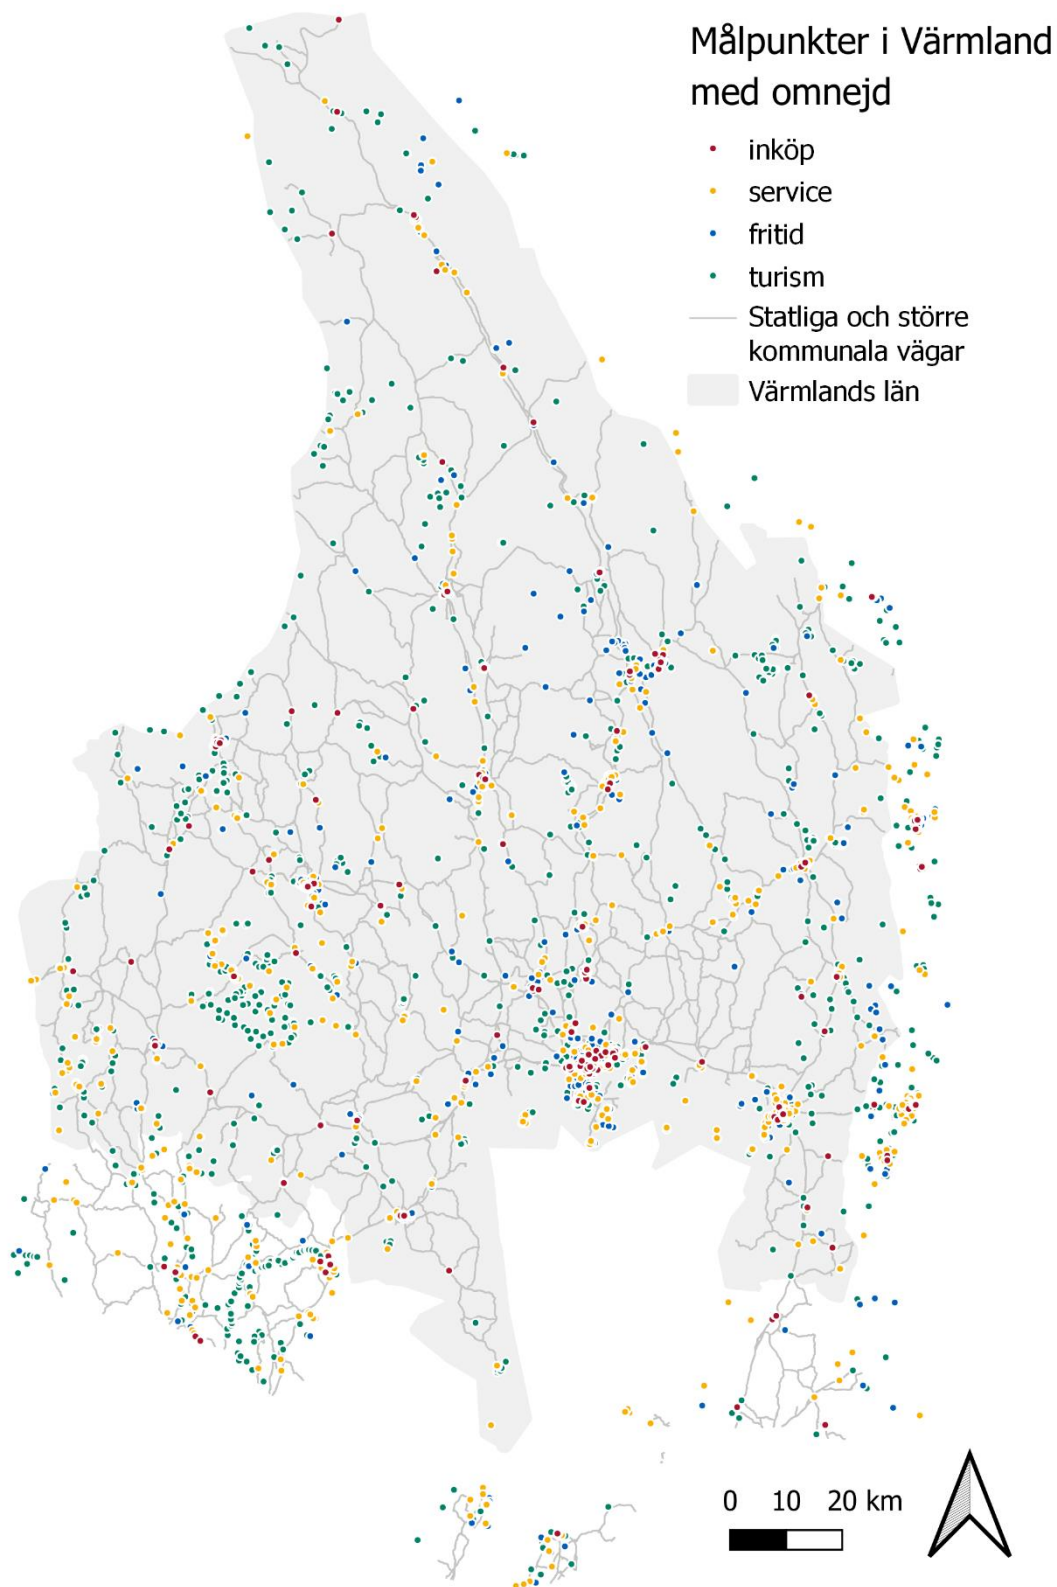 Målpunkter i Värmland
med omnejd
inköp
service
fritid
turism
Statliga och större
kommunala vägar
Värmlands län
0 10 20 km